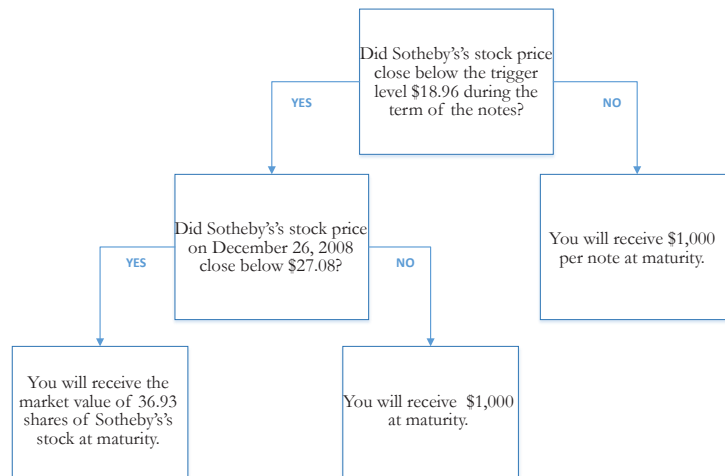 Did Sotheby's's stock price
close below the trigger
level $18.96 during the
term of the notes?
YES
NO
Did Sotheby's's stock price
on December 26, 2008
close below $27.08?
You will receive $1,000
per note at maturity.
YES
NO
You will receive the
market value of 36.93
shares of Sotheby's's
stock at maturity.
You will receive $1,000
at maturity.